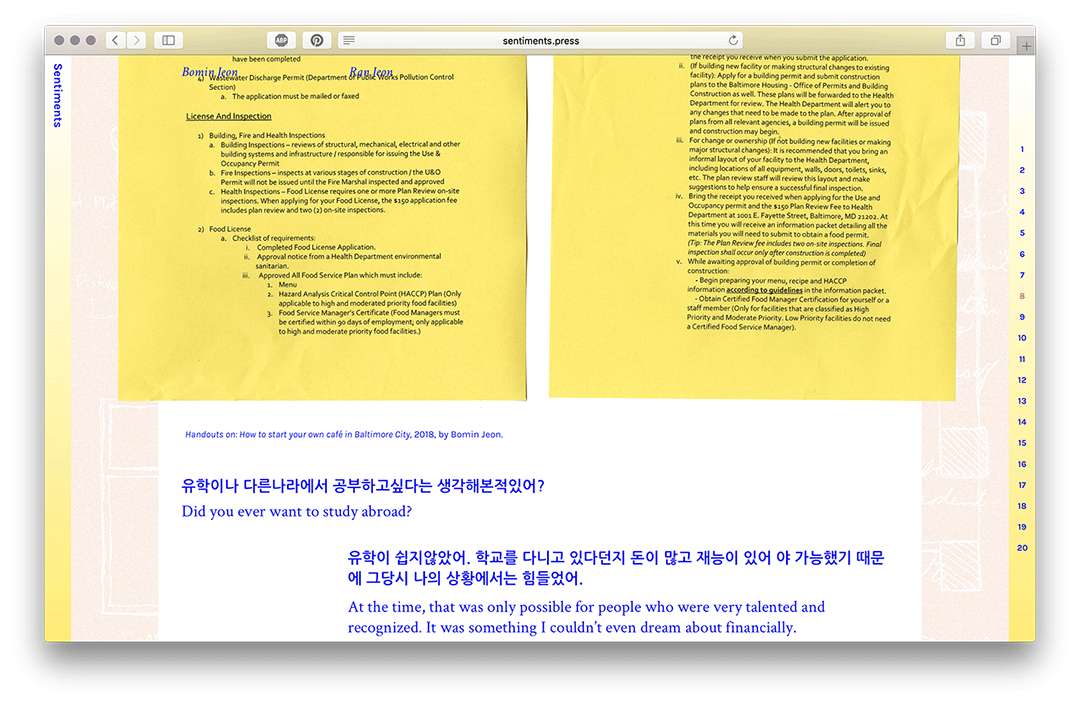 ABP
sentiments.press
Sentiments
Bomin Jeon
Ran Jeon
have been completed
4) Wastewater Discharge Permit (Department of Public Works Pollution Control
Section)
a. The application must be mailed or faxed
License And Inspection
1) Building, Fire and Health Inspections
a. Building Inspections – reviews of structural, mechanical, electrical and other
building systems and infrastructure / responsible for issuing the Use &
Occupancy Permit
b. Fire Inspections – inspects at various stages of construction / the U&O
Permit will not be issued until the Fire Marshal inspected and approved
c. Health Inspections – Food License requires one or more Plan Review on-site
inspections. When applying for your Food License, the $150 application fee
includes plan review and two (2) on-site inspections.
2) Food License
a. Checklist of requirements:
i. Completed Food License Application.
ii. Approval notice from a Health Department environmental
sanitarian.
iii. Approved All Food Service Plan which must include:
1. Menu
2. Hazard Analysis Critical Control Point (HACCP) Plan (Only
applicable to high and moderated priority food facilities)
3. Food Service Manager's Certificate (Food Managers must
be certified within 90 days of employment; only applicable
to high and moderate priority food facilities.)
the receipt you receive when you submit the application.
ii. (If building new facility or making structural changes to existing
facility): Apply for a building permit and submit construction
plans to the Baltimore Housing - Office of Permits and Building
Construction as well. These plans will be forwarded to the Health
Department for review. The Health Department will alert you to
any changes that need to be made to the plan. After approval of
plans from all relevant agencies, a building permit will be issued
and construction may begin.
iii. For change or ownership (If not building new facilities or making
major structural changes): It is recommended that you bring an
informal layout of your facility to the Health Department,
including locations of all equipment, walls, doors, toilets, sinks,
etc. The plan review staff will review this layout and make
suggestions to help ensure a successful final inspection.
iv. Bring the receipt you received when applying for the Use and
Occupancy permit and the $150 Plan Review Fee to Health
Department at 1001 E. Fayette Street, Baltimore, MD 21202. At
this time you will receive an information packet detailing all the
materials you will need to submit to obtain a food permit.
(Tip: The Plan Review fee includes two on-site inspections. Final
inspection shall occur only after construction is completed)
v. While awaiting approval of building permit or completion of
construction:
- Begin preparing your menu, recipe and HACCP
information according to guidelines in the information packet.
- Obtain Certified Food Manager Certification for yourself or a
staff member (Only for facilities that are classified as High
Priority and Moderate Priority. Low Priority facilities do not need
a Certified Food Service Manager).
Handouts on: How to start your own café in Baltimore City, 2018, by Bomin Jeon.
유학이나 다른나라에서 공부하고싶다는 생각해본적있어?
Did you ever want to study abroad?
유학이 쉽지않았어. 학교를 다니고 있다던지 돈이 많고 재능이 있어 야 가능했기 때문
에 그당시 나의 상황에서는 힘들었어.
At the time, that was only possible for people who were very talented and
recognized. It was something I couldn't even dream about financially.
1
2
3
4
5
6
7
8
9
10
11
12
13
14
15
16
17
18
19
20